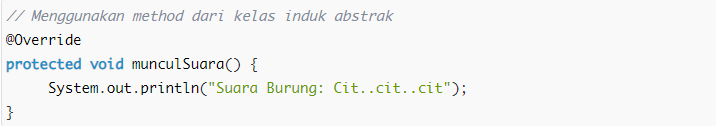 // Menggunakan method dari kelas induk abstrak
@Override
protected void munculSuara() {
     System.out.println("Suara Burung: Cit..cit..cit");
}